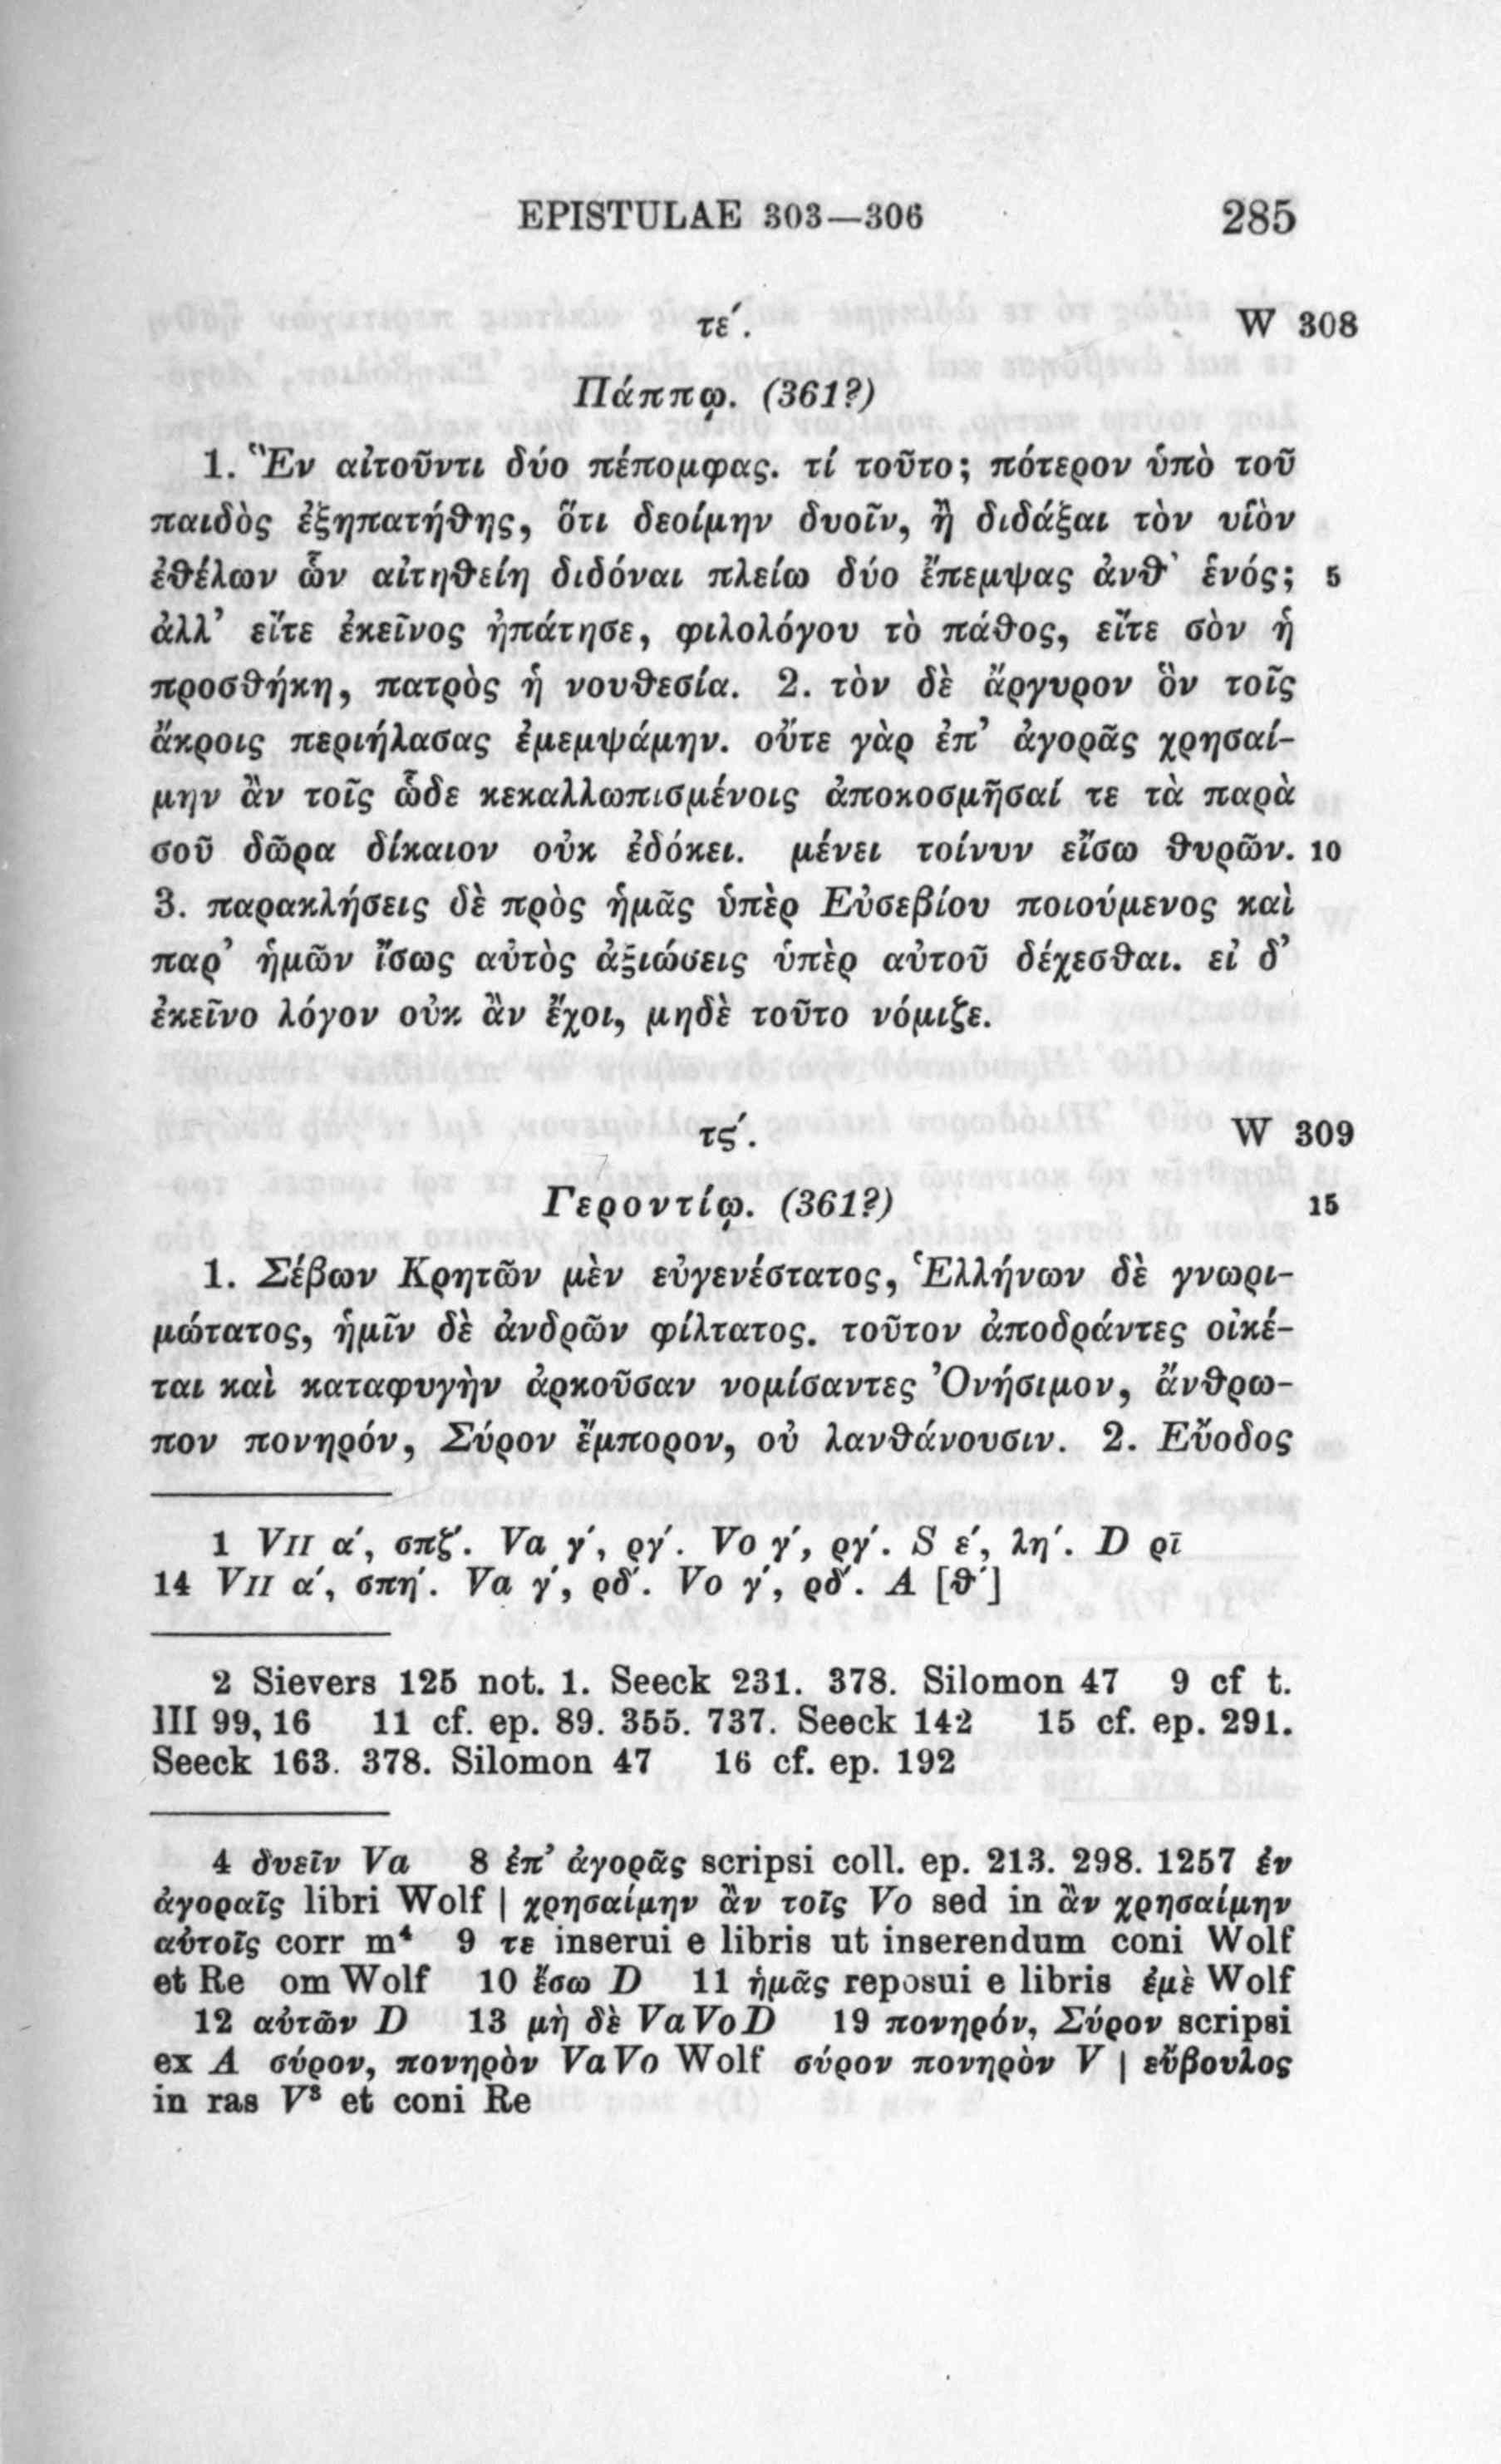 EPISTULAE 303—306 285
τε′. W 308
Πάππῳ. (361?)
1. Ἓν αἰτοῦντι δύο πέπομφας. τί τοῦτο; πότερον ὑπὸ τοῦ
παιδὸς ἐξηπατήθης, ὅτι δεοίμην δυοῖν, ἢ διδάξαι τὸν υἱὸν
ἐθέλων ὧν αἰτηθείη διδόναι πλείω δύο ἔπεμψας ἀνθ᾽ ἑνός; 5
ἀλλ᾽ εἴτε ἐκεῖνος ἠπάτησε, φιλολόγου τὸ πάθος, εἴτε σὸν ἡ
προσθήκη, πατρὸς ἡ νουθεσία. 2. τὸν δὲ ἄργυρον ὃν τοῖς
ἄκροις περιήλασας ἐμεμψάμην. οὔτε γὰρ ἐπ᾽ ἀγορᾶς χρησαί-
μην ἂν τοῖς ὧδε κεκαλλωπισμένοις ἀποκοσμῆσαί τε τὰ παρὰ
σοῦ δῶρα δίκαιον οὐκ ἐδόκει. μένει τοίνυν εἴσω θυρῶν. 10
3. παρακλήσεις δὲ πρὸς ἡμᾶς ὑπὲρ Εὐσεβίου ποιούμενος καὶ
παρ᾽ ἡμῶν ἴσως αὐτὸς ἀξιώσεις ὑπὲρ αὐτοῦ δέχεσθαι. εἰ δ᾽
ἐκεῖνο λόγον οὐκ ἂν ἔχοι, μηδὲ τοῦτο νόμιζε.
τς′. W 309
Γεροντίῳ. (361?) 15
1. Σέβων Κρητῶν μὲν εὐγενέστατος, Ἑλλήνων δὲ γνωρι-
μώτατος, ἡμῖν δὲ ἀνδρῶν φίλτατος. τοῦτον ἀποδράντες οἰκέ-
ται καὶ καταφυγὴν ἀρκοῦσαν νομίσαντες Ὀνήσιμον, ἄνθρω-
πον πονηρόν, Σύρον ἔμπορον, οὐ λανθάνουσιν. 2. Εὔοδος
1 VII α′, σπζ′. Va γ′, ργ′. Vo γ′, ργ′. S ε′, λη′. D ρῑ
14 VII α′, σπη′. Va γ′, ρδ′. Vo γ′, ρδ′. A [θ′]
2 Sievers 125 not. 1. Seeck 231. 378. Silomon 47 9 cf t.
III 99, 16 11 cf. ep. 89. 355. 737. Seeck 142 15 cf. ep. 291.
Seeck 163. 378. Silomon 47 16 cf. ep. 192
4 δυεῖν Va 8 ἐπ᾽ ἀγορᾶς scripsi coll. ep. 213. 298. 1257 ἐν
ἀγοραῖς libri Wolf | χρησαίμην ἂν τοῖς Vo sed in ἂν χρησαίμην
αὐτοῖς corr m⁴ 9 τε inserui e libris ut inserendum coni Wolf
et Re om Wolf 10 ἔσω D 11 ἡμᾶς reposui e libris ἐμὲ Wolf
12 αὐτῶν D 13 μὴ δὲ Va Vo D 19 πονηρόν, Σύρον scripsi
ex A σύρον, πονηρὸν Va Vo Wolf σύρον πονηρὸν V | εὔβουλος
in ras V³ et coni Re